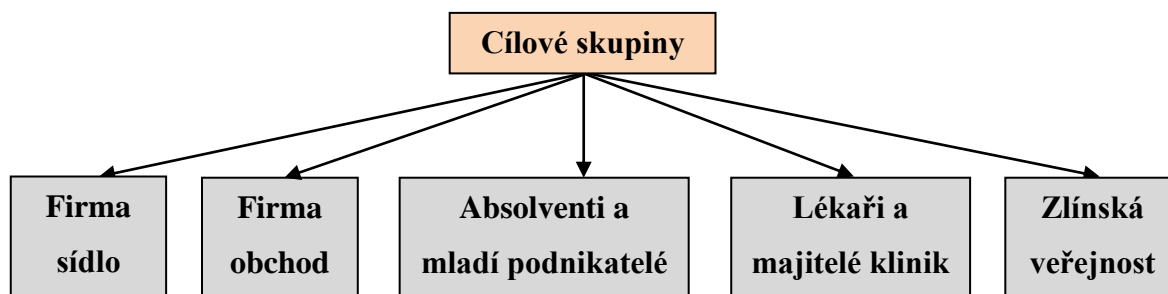 Cílové skupiny
Firma
sídlo
Firma
obchod
Absolventi a
mladí podnikatelé
Lékaři a
majitelé klinik
Zlínská
veřejnost